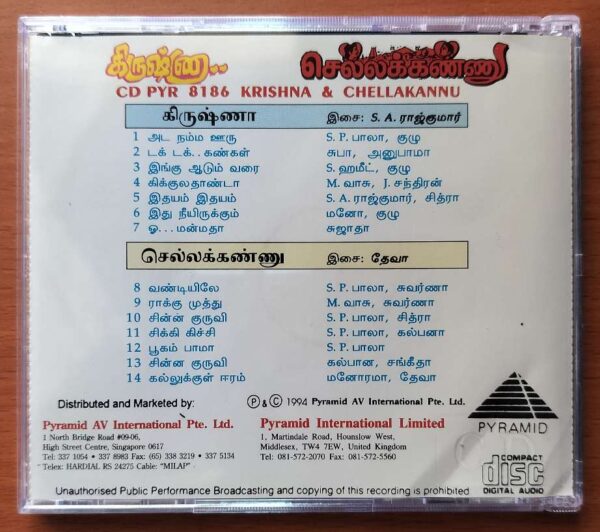 கிருஷ்ணா.. செல்லக்கண்ணு
CD PYR 8186 KRISHNA & CHELLAKANNU
கிருஷ்ணா இசை: S. A. ராஜ்குமார்
1 அட நம்ம ஊரு S. P. பாலா, குழு
2 டக் டக்.. கண்கள் சுபா, அனுபாமா
3 இங்கு ஆடும் வரை S. ஹமீட், குழு
4 கிக்குலதாண்டா M. வாசு, J. சந்திரன்
5 இதயம் இதயம் S. A. ராஜ்குமார், சித்ரா
6 இது நீயிருக்கும் மனோ, குழு
7 ஓ... மன்மதா சுஜாதா
செல்லக்கண்ணு இசை: தேவா
8 வண்டியிலே S. P. பாலா, சுவர்ணா
9 ராக்கு முத்து M. வாசு, சுவர்ணா
10 சின்ன குருவி S. P. பாலா, சித்ரா
11 சிக்கி கிச்சி S. P. பாலா, கல்பனா
12 பூகம் பாமா S. P. பாலா
13 சின்ன குருவி கல்பான, சங்கீதா
14 கல்லுக்குள் ஈரம் மனோரமா, தேவா
Distributed and Marketed by: Ⓟ & Ⓒ 1994 Pyramid AV International Pte. Ltd.
Pyramid AV International Pte. Ltd.
1 North Bridge Road #09-06,
High Street Centre, Singapore 0617
Tel: 337 1054 • 337 8983 Fax: (65) 338 3219 • 337 5134
Telex: HARDIAL RS 24275 Cable: "MILAP"
Pyramid International Limited
1, Martindale Road, Hounslow West,
Middlesex, TW4 7EW, United Kingdom
Tel: 081-572-2070 Fax: 081-572-5560
PYRAMID
COMPACT
disc
DIGITAL AUDIO
Unauthorised Public Performance Broadcasting and copying of this recording is prohibited